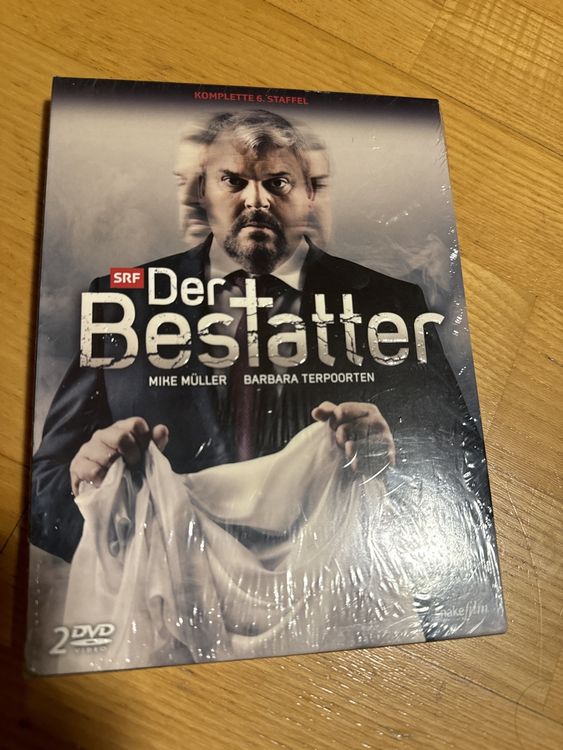 KOMPLETTE 6. STAFFEL
SRF
Der
Bestatter
MIKE MÜLLER BARBARA TERPOORTEN
2 DVD
VIDEO